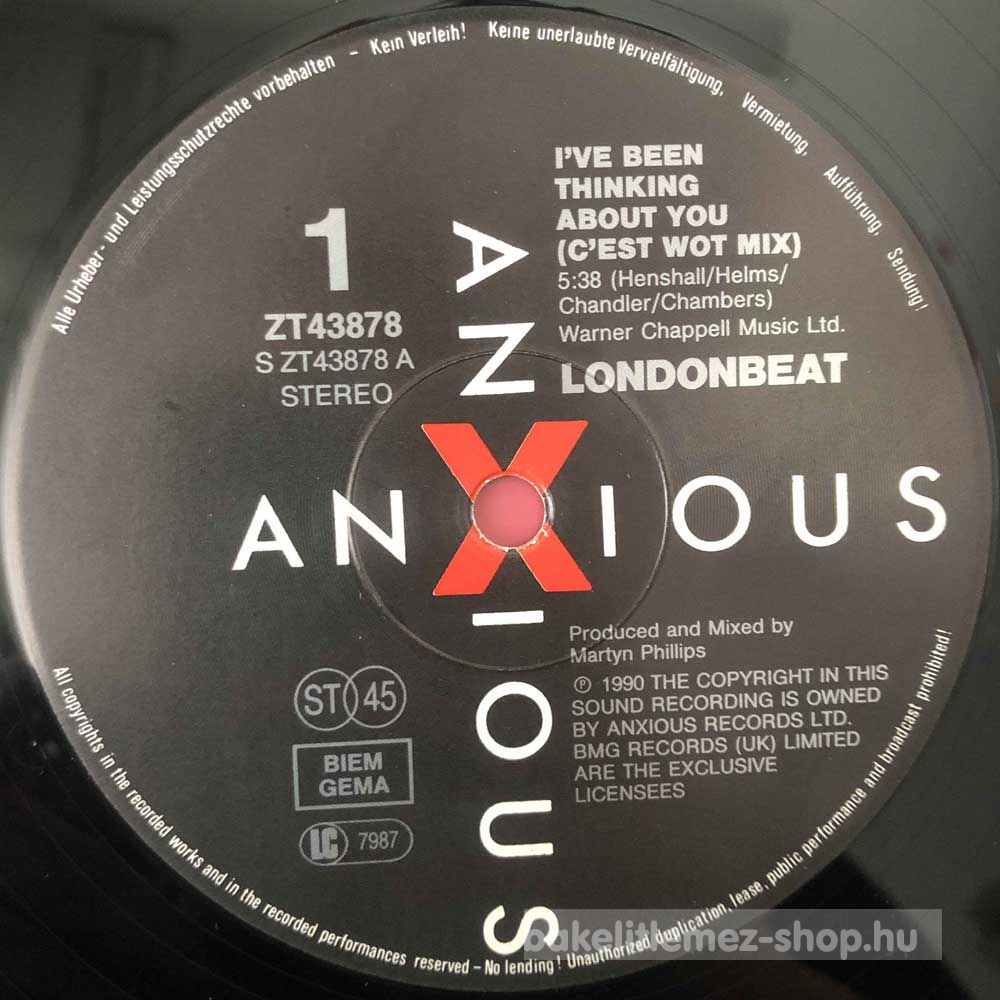 Alle Urheber- und Leistungsschutzrechte vorbehalten - Kein Verleih! Keine unerlaubte Vervielfältigung, Vermietung, Aufführung, Sendung!
1
ZT43878
S ZT43878 A
STEREO
I'VE BEEN
THINKING
ABOUT YOU
(C'EST WOT MIX)
5:38 (Henshall/Helms/
Chandler/Chambers)
Warner Chappell Music Ltd.
LONDONBEAT
ANXIOUS
ANXIOUS
Produced and Mixed by
Martyn Phillips
℗ 1990 THE COPYRIGHT IN THIS
SOUND RECORDING IS OWNED
BY ANXIOUS RECORDS LTD.
BMG RECORDS (UK) LIMITED
ARE THE EXCLUSIVE
LICENSEES
ST 45
BIEM
GEMA
LC 7987
All copyrights in the recorded works and in the recorded performances reserved - No lending! Unauthorized duplication, lease, public performance and broadcast prohibited!
bakelitlemez-shop.hu